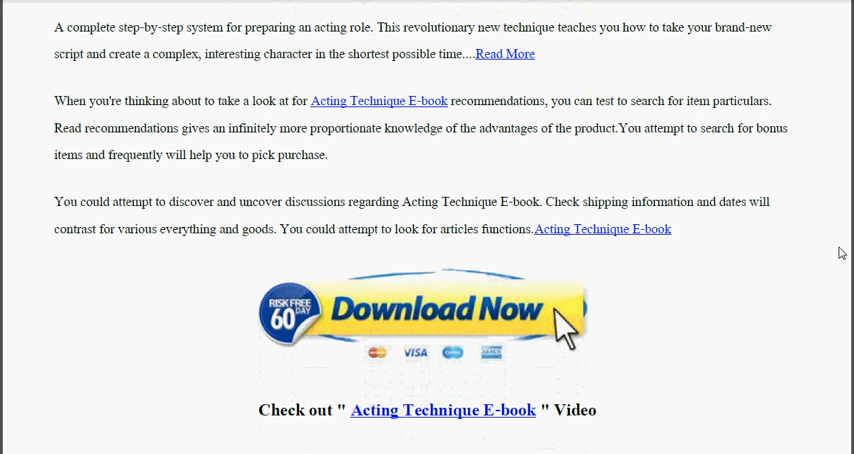 A complete step-by-step system for preparing an acting role. This revolutionary new technique teaches you how to take your brand-new
script and create a complex, interesting character in the shortest possible time....Read More
When you're thinking about to take a look at for Acting Technique E-book recommendations, you can test to search for item particulars.
Read recommendations gives an infinitely more proportionate knowledge of the advantages of the product.You attempt to search for bonus
items and frequently will help you to pick purchase.
You could attempt to discover and uncover discussions regarding Acting Technique E-book. Check shipping information and dates will
contrast for various everything and goods. You could attempt to look for articles functions.Acting Technique E-book
RISK FREE
60 DAY
Download Now
VISA
Check out " Acting Technique E-book " Video